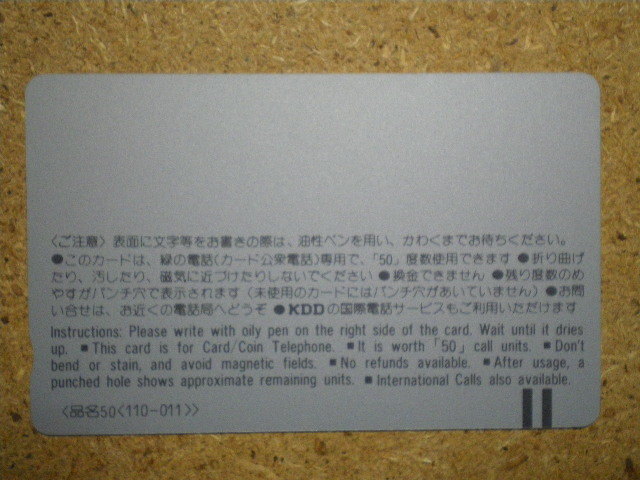 〈ご注意〉表面に文字等をお書きの際は、油性ペンを用い、かわくまでお待ちください。
●このカードは、緑の電話(カード公衆電話)専用で、「50」度数使用できます ●折り曲げ
たり、汚したり、磁気に近づけたりしないでください ●換金できません ●残り度数のめ
やすがパンチ穴で表示されます（未使用のカードにはパンチ穴があいていません）●お問
い合せは、お近くの電話局へどうぞ ●KDDの国際電話サービスもご利用いただけます
Instructions: Please write with oily pen on the right side of the card. Wait until it dries
up. ■This card is for Card/Coin Telephone. ■It is worth「50」call units. ■Don't
bend or stain, and avoid magnetic fields. ■No refunds available. ■After usage, a
punched hole shows approximate remaining units. ■International Calls also available.
〈品名50〈110-011〉〉